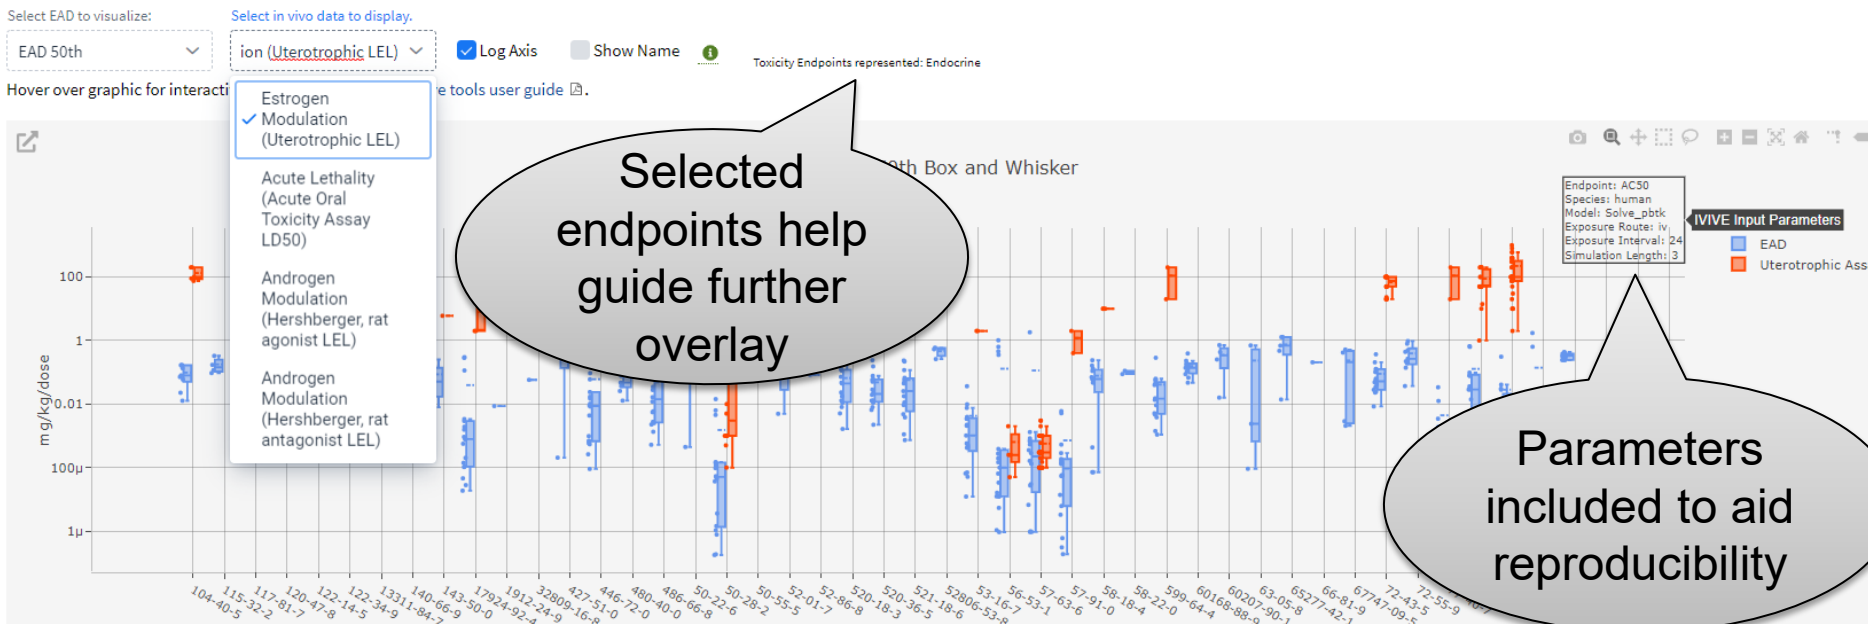 Select EAD to visualize:
Select in vivo data to display.
EAD 50th
ion (Uterotrophic LEL)
Log Axis
Show Name
Toxicity Endpoints represented: Endocrine
Hover over graphic for interacti
e tools user guide
Estrogen
Modulation
(Uterotrophic LEL)
Acute Lethality
(Acute Oral
Toxicity Assay
LD50)
Androgen
Modulation
(Hershberger, rat
agonist LEL)
Androgen
Modulation
(Hershberger, rat
antagonist LEL)
Selected
endpoints help
guide further
overlay
0th Box and Whisker
Endpoint: AC50
Species: human
Model: Solve_pbtk
Exposure Route: iv
Exposure Interval: 24
Simulation Length: 3
IVIVE Input Parameters
EAD
Uterotrophic Ass
Parameters
included to aid
reproducibility
mg/kg/dose
100
1
0.01
100μ
1μ
104-40-5
115-32-2
117-81-7
120-47-8
122-14-5
122-34-9
13311-84-7
140-66-9
143-50-0
17924-92-4
1912-24-9
32809-16-8
427-51-0
446-72-0
480-40-0
486-66-8
50-22-6
50-28-2
50-55-5
52-01-7
52-86-8
520-18-3
520-36-5
521-18-6
52806-53-8
53-16-7
56-53-1
57-63-6
57-91-0
58-18-4
58-22-0
599-64-4
60168-88-9
60207-90-1
63-05-8
65277-42-1
66-81-9
67747-09-5
72-43-5
72-55-9